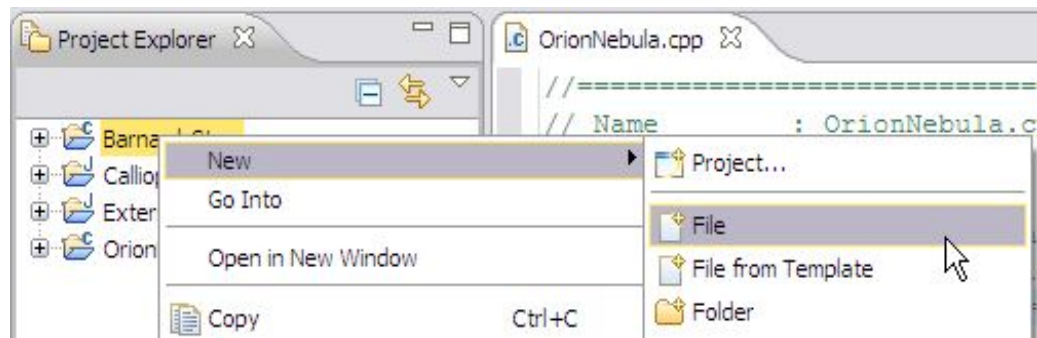 Project Explorer
OrionNebula.cpp
//==============================
// Name : OrionNebula.c
New
Go Into
Open in New Window
Copy Ctrl+C
Project...
File
File from Template
Folder
Orion